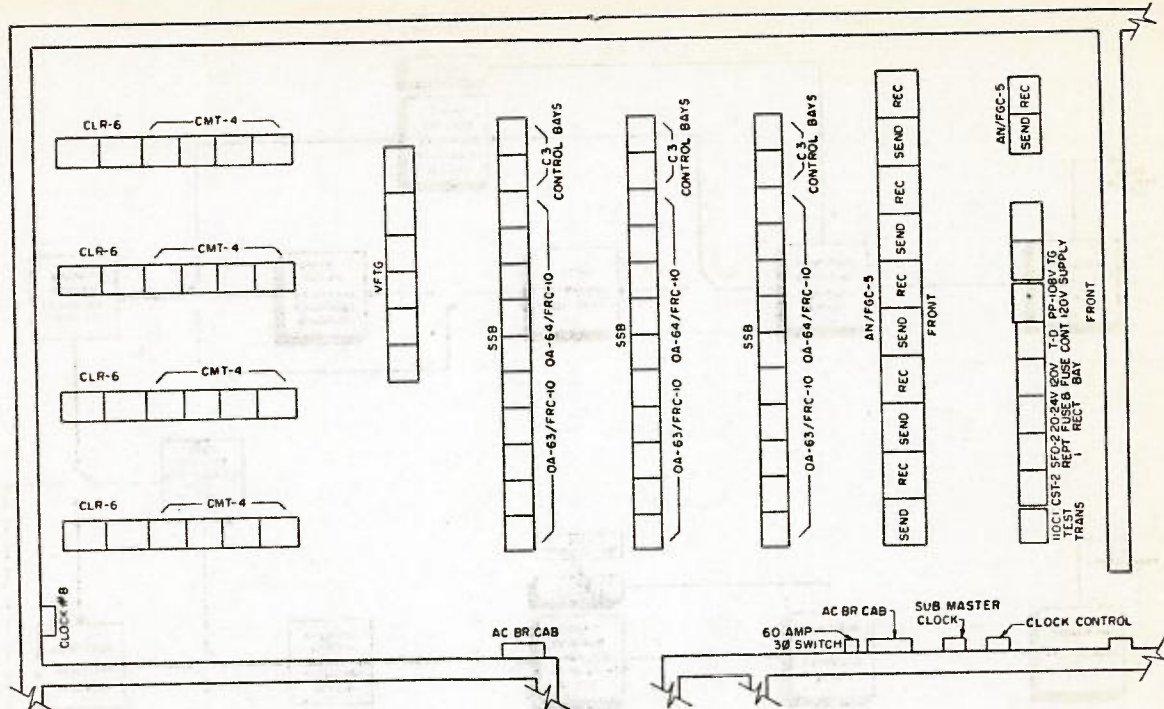 CLR-6 CMT-4
CLR-6 CMT-4
CLR-6 CMT-4
CLR-6 CMT-4
CLOCK #8
VFTG
SSB
OA-63/FRC-10 OA-64/FRC-10 C3
CONTROL BAYS
SSB
OA-63/FRC-10 OA-64/FRC-10 C3
CONTROL BAYS
SSB
OA-63/FRC-10 OA-64/FRC-10 C3
CONTROL BAYS
AN/FGC-5
SEND REC SEND REC SEND REC SEND REC SEND REC
FRONT
AN/FGC-5
SEND REC
110C1 CST-2 SFO-2 20-24V 120V T-D PP-108V TG
TEST REPT FUSE & FUSE CONT 120V SUPPLY
TRANS 1 RECT BAY
FRONT
AC BR CAB
60 AMP
3Ø SWITCH
AC BR CAB
SUB MASTER
CLOCK
CLOCK CONTROL